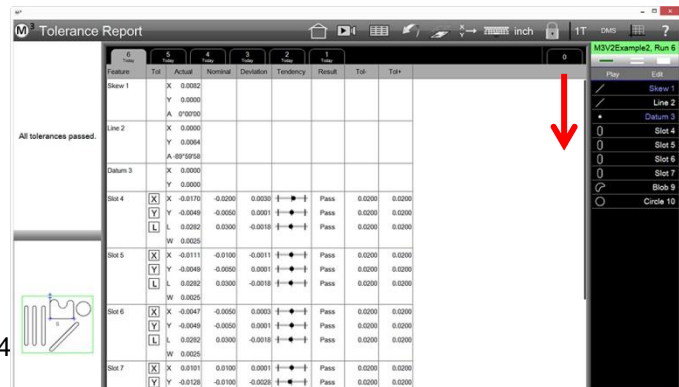 M³
M³ Tolerance Report
inch
1T
DMS
?
6 Today
5 Today
4 Today
3 Today
2 Today
1 Today
0
M3V2Example2, Run 6
Play Edit
Skew 1
Line 2
Datum 3
Slot 4
Slot 5
Slot 6
Slot 7
Blob 9
Circle 10
All tolerances passed.
Feature Tol Actual Nominal Deviation Tendency Result Tol- Tol+
Skew 1 X 0.0082
Y 0.0000
A 0°00'00
Line 2 X 0.0000
Y 0.0064
A -89°59'58
Datum 3 X 0.0000
Y 0.0000
Slot 4 X X -0.0170 -0.0200 0.0030 Pass 0.0200 0.0200
Y Y -0.0049 -0.0050 0.0001 Pass 0.0200 0.0200
L L 0.0282 0.0300 -0.0018 Pass 0.0200 0.0200
W 0.0025
Slot 5 X X -0.0111 -0.0100 -0.0011 Pass 0.0200 0.0200
Y Y -0.0049 -0.0050 0.0001 Pass 0.0200 0.0200
L L 0.0282 0.0300 -0.0018 Pass 0.0200 0.0200
W 0.0025
Slot 6 X X -0.0047 -0.0050 0.0003 Pass 0.0200 0.0200
Y Y -0.0049 -0.0050 0.0001 Pass 0.0200 0.0200
L L 0.0282 0.0300 -0.0018 Pass 0.0200 0.0200
W 0.0025
Slot 7 X X 0.0101 0.0100 0.0001 Pass 0.0200 0.0200
Y Y -0.0128 -0.0100 -0.0028 Pass 0.0200 0.0200
6
4